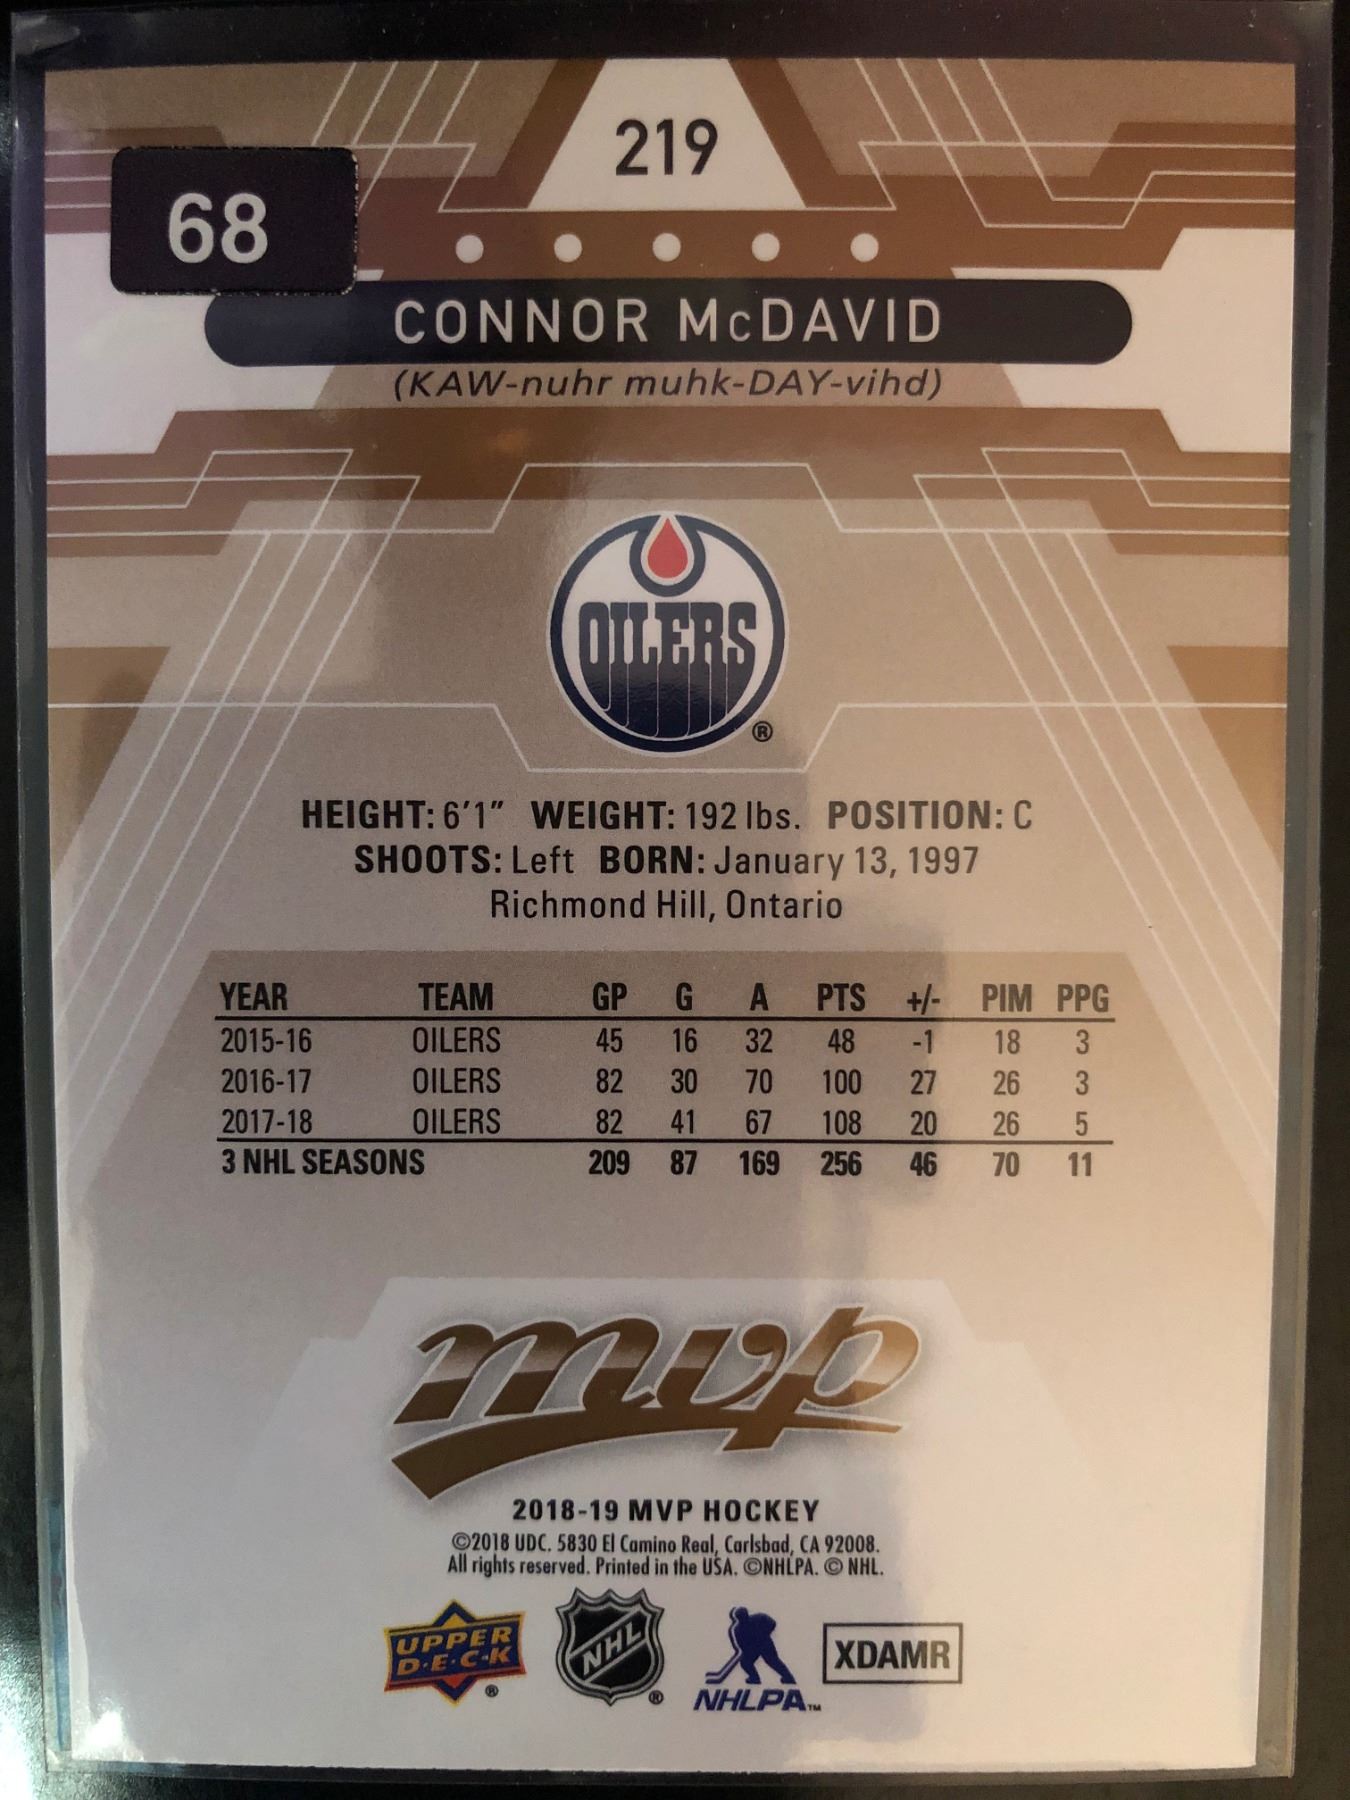 219
68
CONNOR McDAVID
(KAW-nuhr muhk-DAY-vihd)
OILERS
®
HEIGHT: 6'1" WEIGHT: 192 lbs. POSITION: C
SHOOTS: Left BORN: January 13, 1997
Richmond Hill, Ontario
YEAR TEAM GP G A PTS +/- PIM PPG
2015-16 OILERS 45 16 32 48 -1 18 3
2016-17 OILERS 82 30 70 100 27 26 3
2017-18 OILERS 82 41 67 108 20 26 5
3 NHL SEASONS 209 87 169 256 46 70 11
mvp
2018-19 MVP HOCKEY
©2018 UDC. 5830 El Camino Real, Carlsbad, CA 92008.
All rights reserved. Printed in the USA. ©NHLPA. © NHL.
UPPER
D·E·C·K
®
NHL
®
NHLPA™
XDAMR